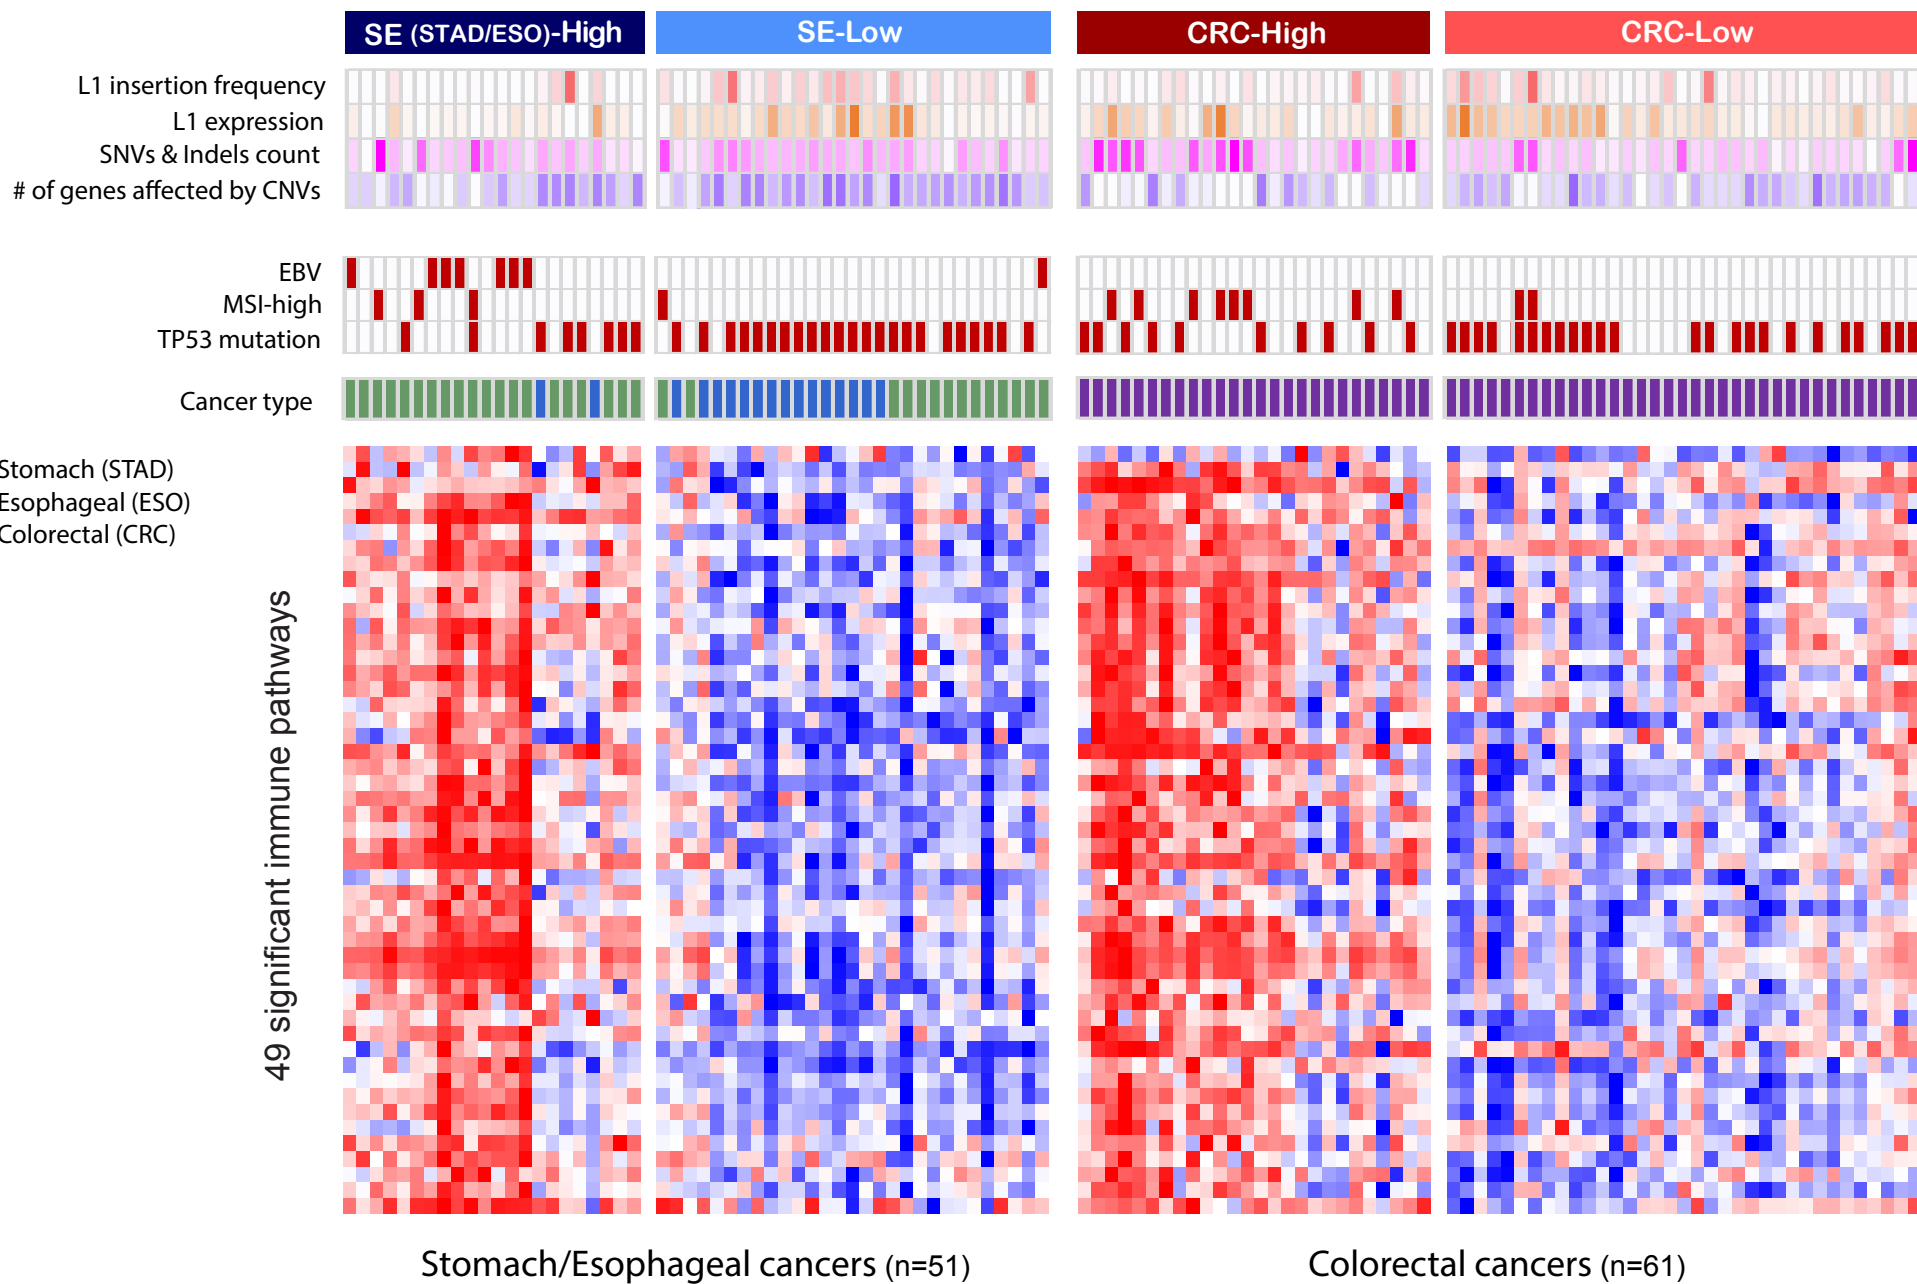 SE (STAD/ESO)-High
SE-Low
CRC-High
CRC-Low
L1 insertion frequency
L1 expression
SNVs & Indels count
# of genes affected by CNVs
EBV
MSI-high
TP53 mutation
Cancer type
Stomach (STAD)
Esophageal (ESO)
Colorectal (CRC)
49 significant immune pathways
Stomach/Esophageal cancers (n=51)
Colorectal cancers (n=61)